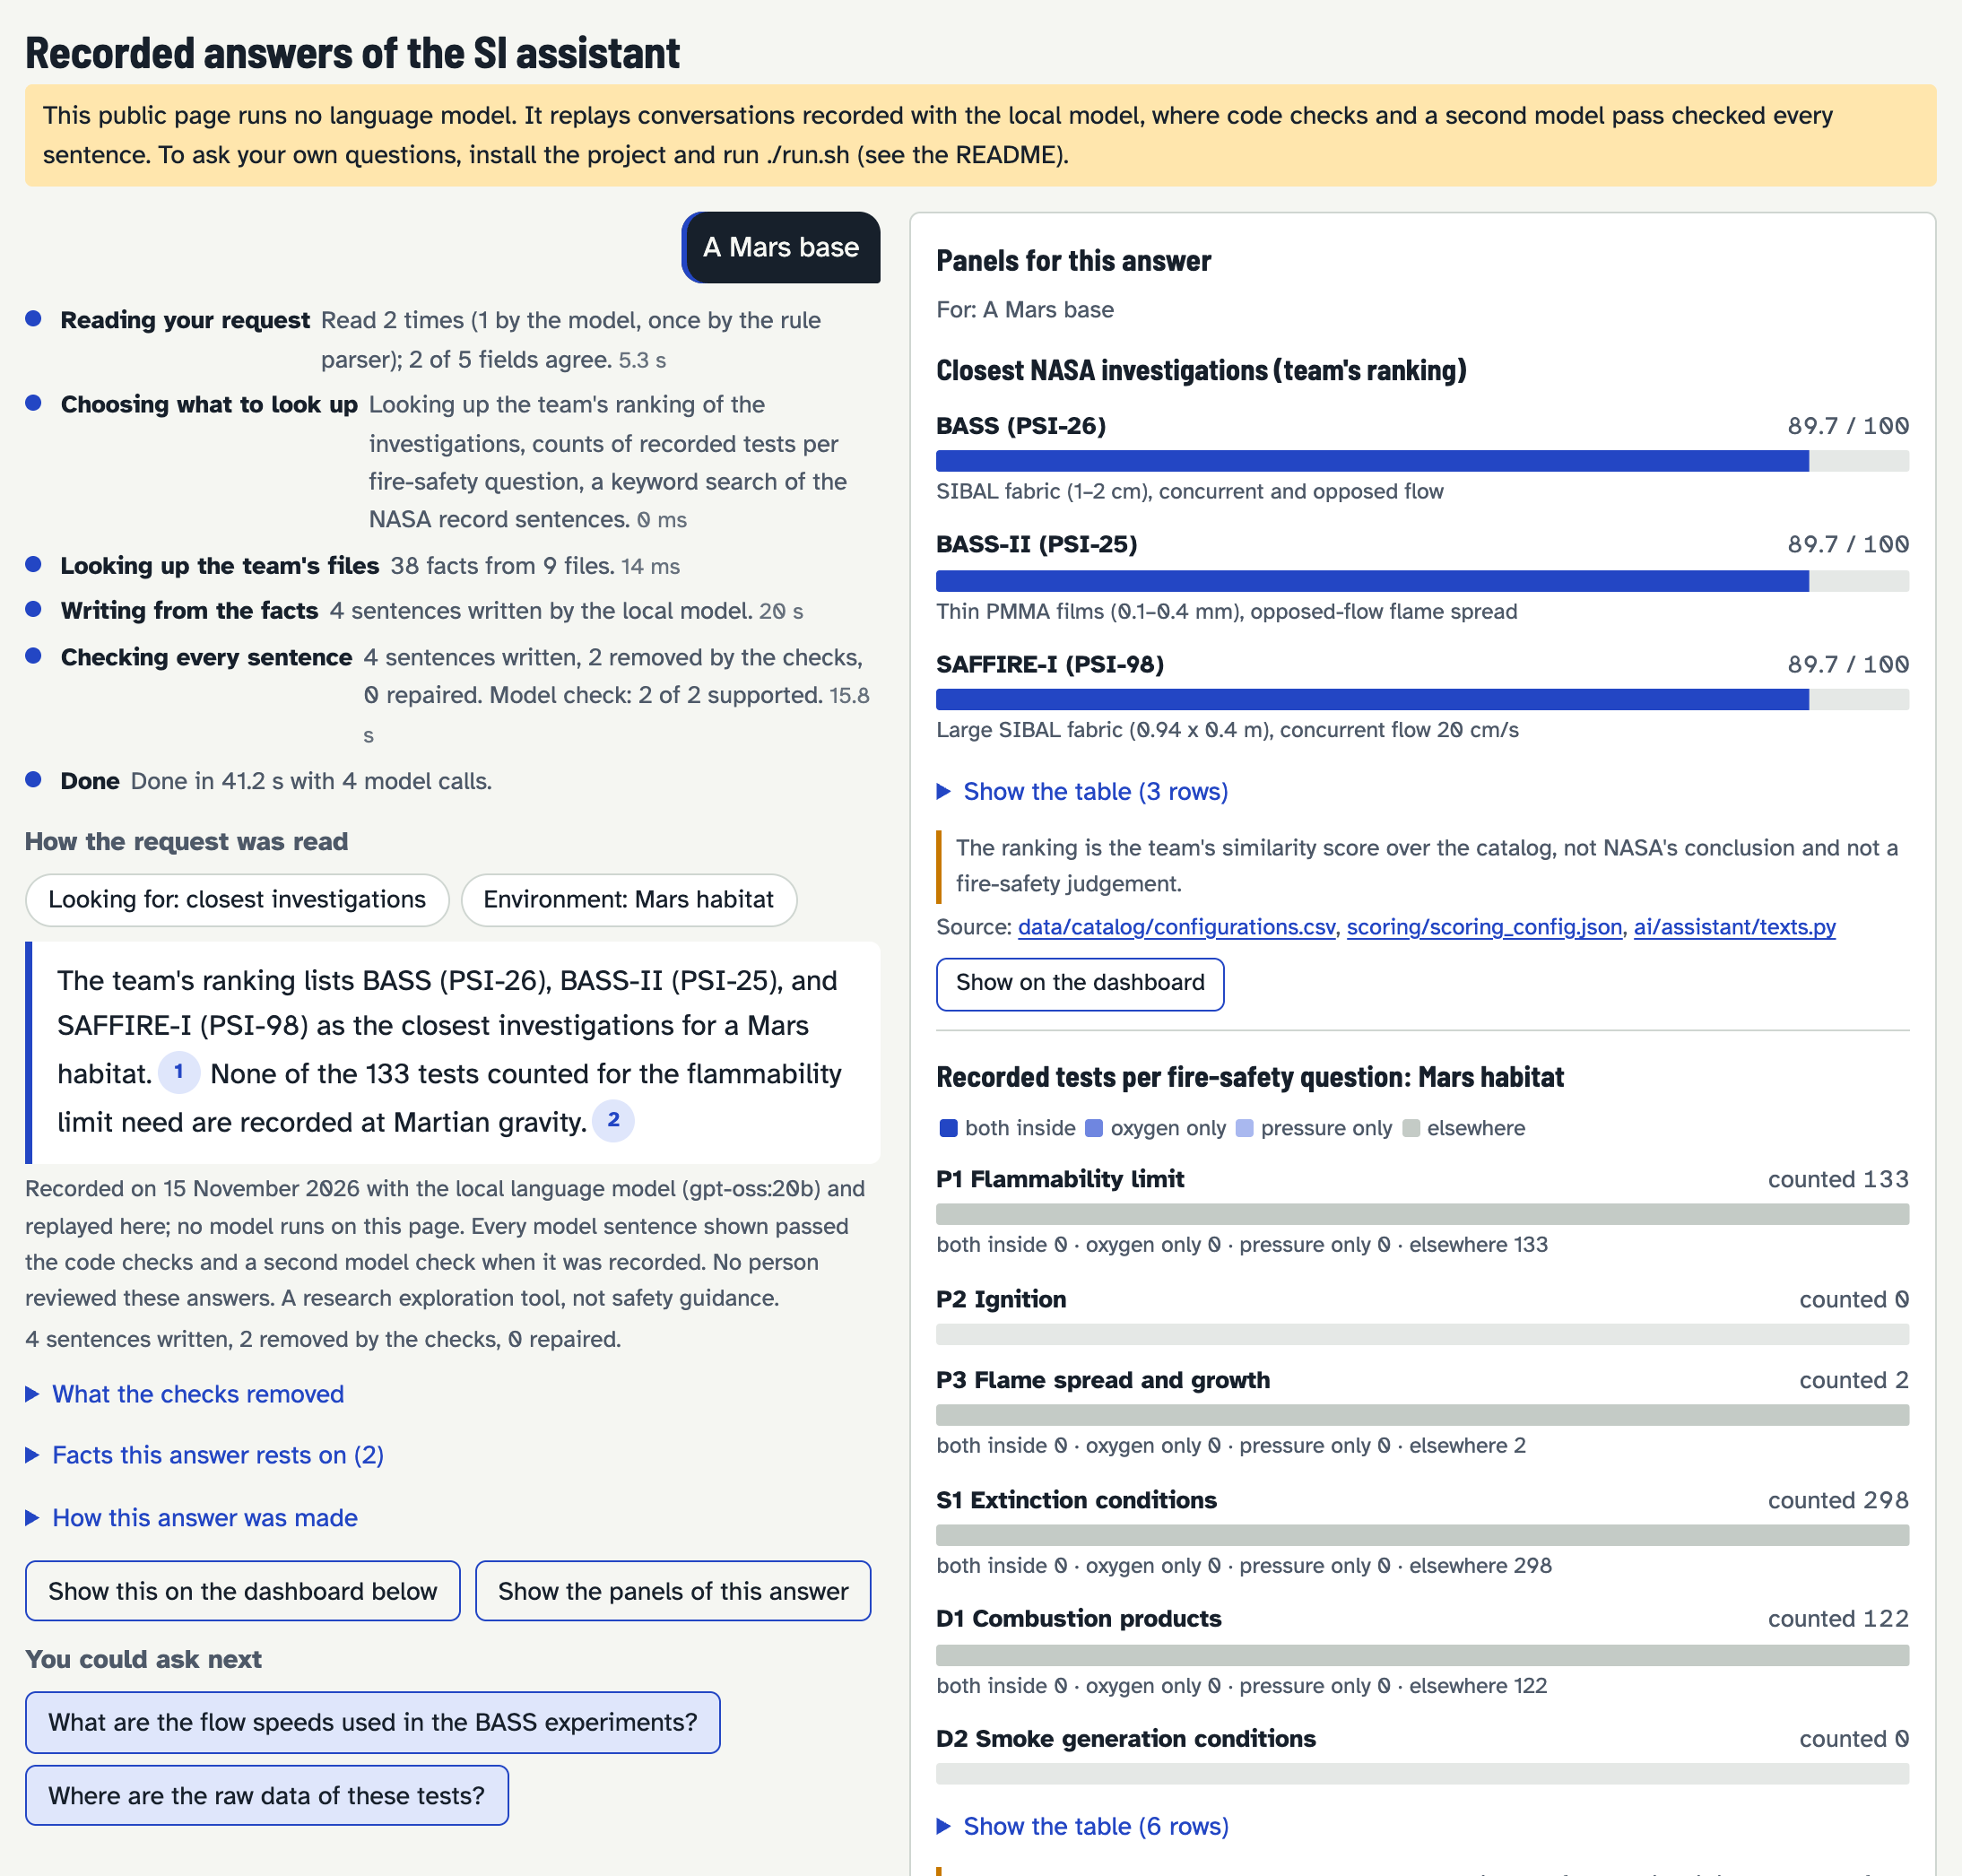 Recorded answers of the SI assistant
This public page runs no language model. It replays conversations recorded with the local model, where code checks and a second model pass checked every
sentence. To ask your own questions, install the project and run ./run.sh (see the README).
A Mars base
Reading your request Read 2 times (1 by the model, once by the rule
parser); 2 of 5 fields agree. 5.3 s
Choosing what to look up Looking up the team's ranking of the
investigations, counts of recorded tests per
fire-safety question, a keyword search of the
NASA record sentences. 0 ms
Looking up the team's files 38 facts from 9 files. 14 ms
Writing from the facts 4 sentences written by the local model. 20 s
Checking every sentence 4 sentences written, 2 removed by the checks,
0 repaired. Model check: 2 of 2 supported. 15.8
s
Done Done in 41.2 s with 4 model calls.
How the request was read
Looking for: closest investigations Environment: Mars habitat
The team's ranking lists BASS (PSI-26), BASS-II (PSI-25), and
SAFFIRE-I (PSI-98) as the closest investigations for a Mars
habitat. 1 None of the 133 tests counted for the flammability
limit need are recorded at Martian gravity. 2
Recorded on 15 November 2026 with the local language model (gpt-oss:20b) and
replayed here; no model runs on this page. Every model sentence shown passed
the code checks and a second model check when it was recorded. No person
reviewed these answers. A research exploration tool, not safety guidance.
4 sentences written, 2 removed by the checks, 0 repaired.
What the checks removed
Facts this answer rests on (2)
How this answer was made
Show this on the dashboard below Show the panels of this answer
You could ask next
What are the flow speeds used in the BASS experiments?
Where are the raw data of these tests?
Panels for this answer
For: A Mars base
Closest NASA investigations (team's ranking)
BASS (PSI-26) 89.7 / 100
SIBAL fabric (1–2 cm), concurrent and opposed flow
BASS-II (PSI-25) 89.7 / 100
Thin PMMA films (0.1–0.4 mm), opposed-flow flame spread
SAFFIRE-I (PSI-98) 89.7 / 100
Large SIBAL fabric (0.94 x 0.4 m), concurrent flow 20 cm/s
Show the table (3 rows)
The ranking is the team's similarity score over the catalog, not NASA's conclusion and not a
fire-safety judgement.
Source: data/catalog/configurations.csv, scoring/scoring_config.json, ai/assistant/texts.py
Show on the dashboard
Recorded tests per fire-safety question: Mars habitat
both inside oxygen only pressure only elsewhere
P1 Flammability limit counted 133
both inside 0 · oxygen only 0 · pressure only 0 · elsewhere 133
P2 Ignition counted 0
P3 Flame spread and growth counted 2
both inside 0 · oxygen only 0 · pressure only 0 · elsewhere 2
S1 Extinction conditions counted 298
both inside 0 · oxygen only 0 · pressure only 0 · elsewhere 298
D1 Combustion products counted 122
both inside 0 · oxygen only 0 · pressure only 0 · elsewhere 122
D2 Smoke generation conditions counted 0
Show the table (6 rows)